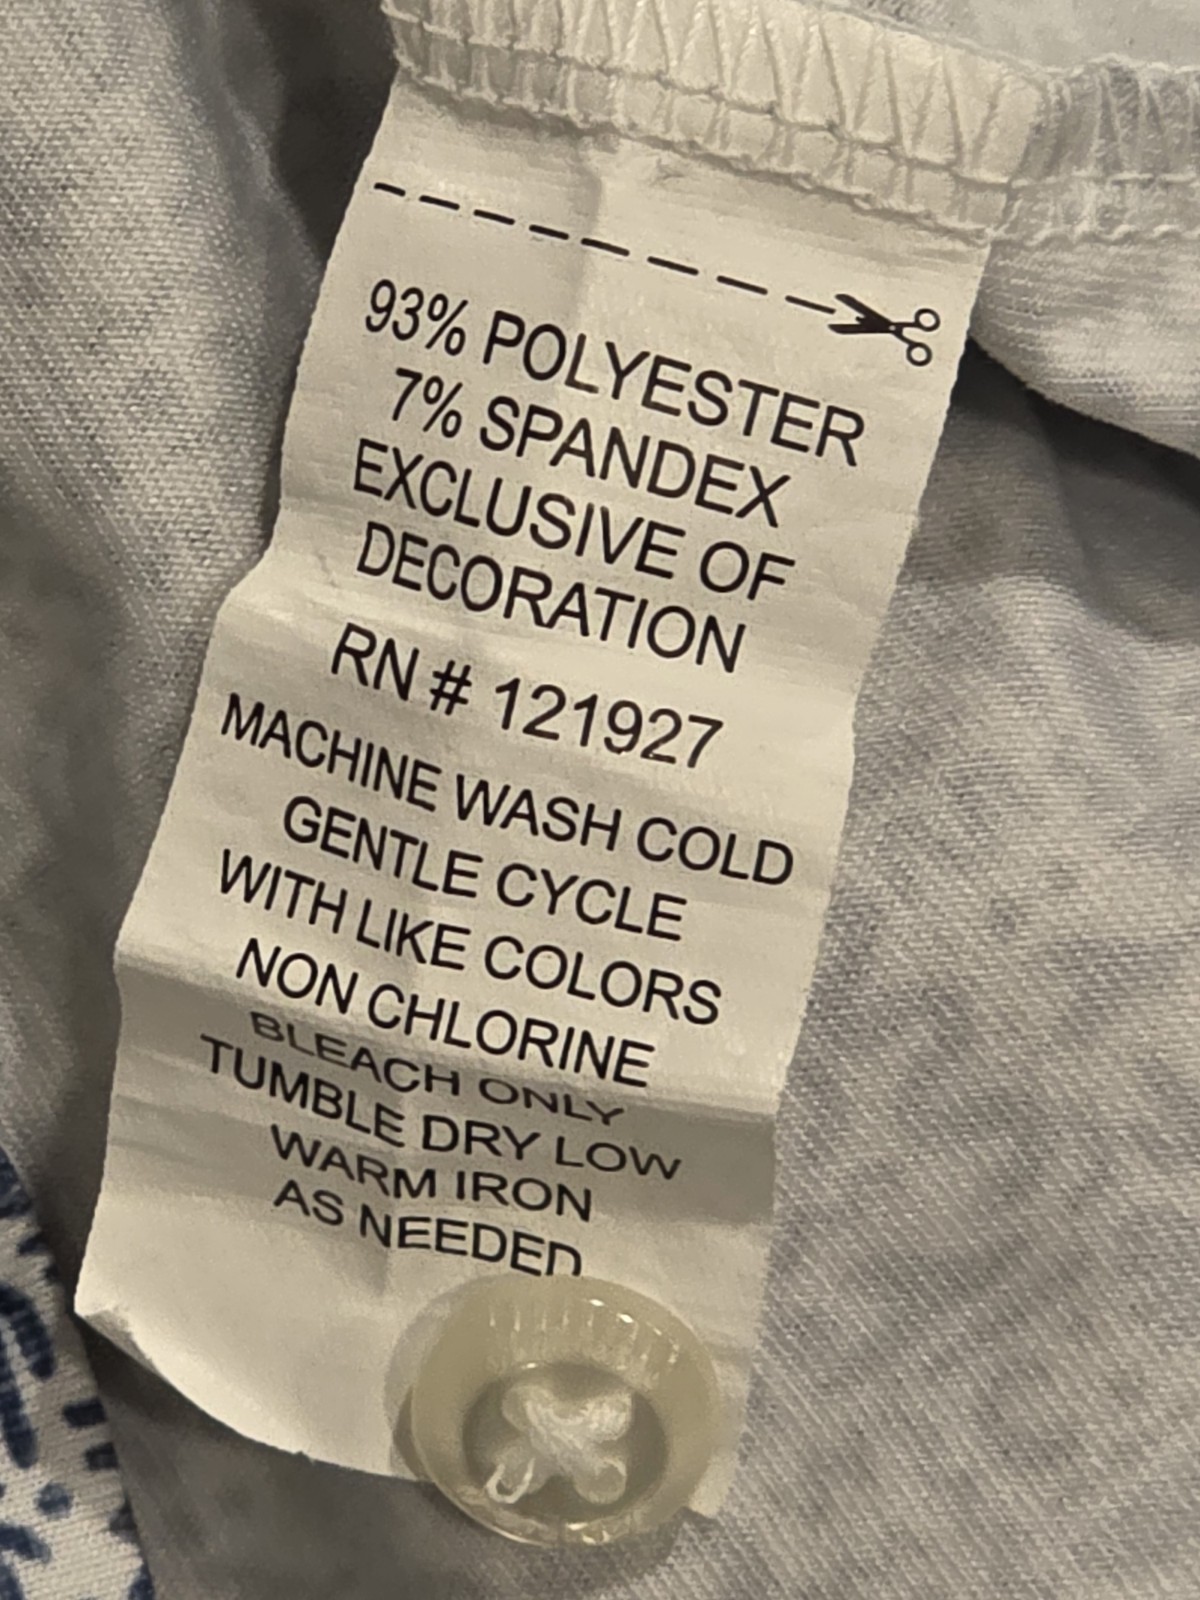 93% POLYESTER
7% SPANDEX
EXCLUSIVE OF
DECORATION
RN # 121927
MACHINE WASH COLD
GENTLE CYCLE
WITH LIKE COLORS
NON CHLORINE
BLEACH ONLY
TUMBLE DRY LOW
WARM IRON
AS NEEDED